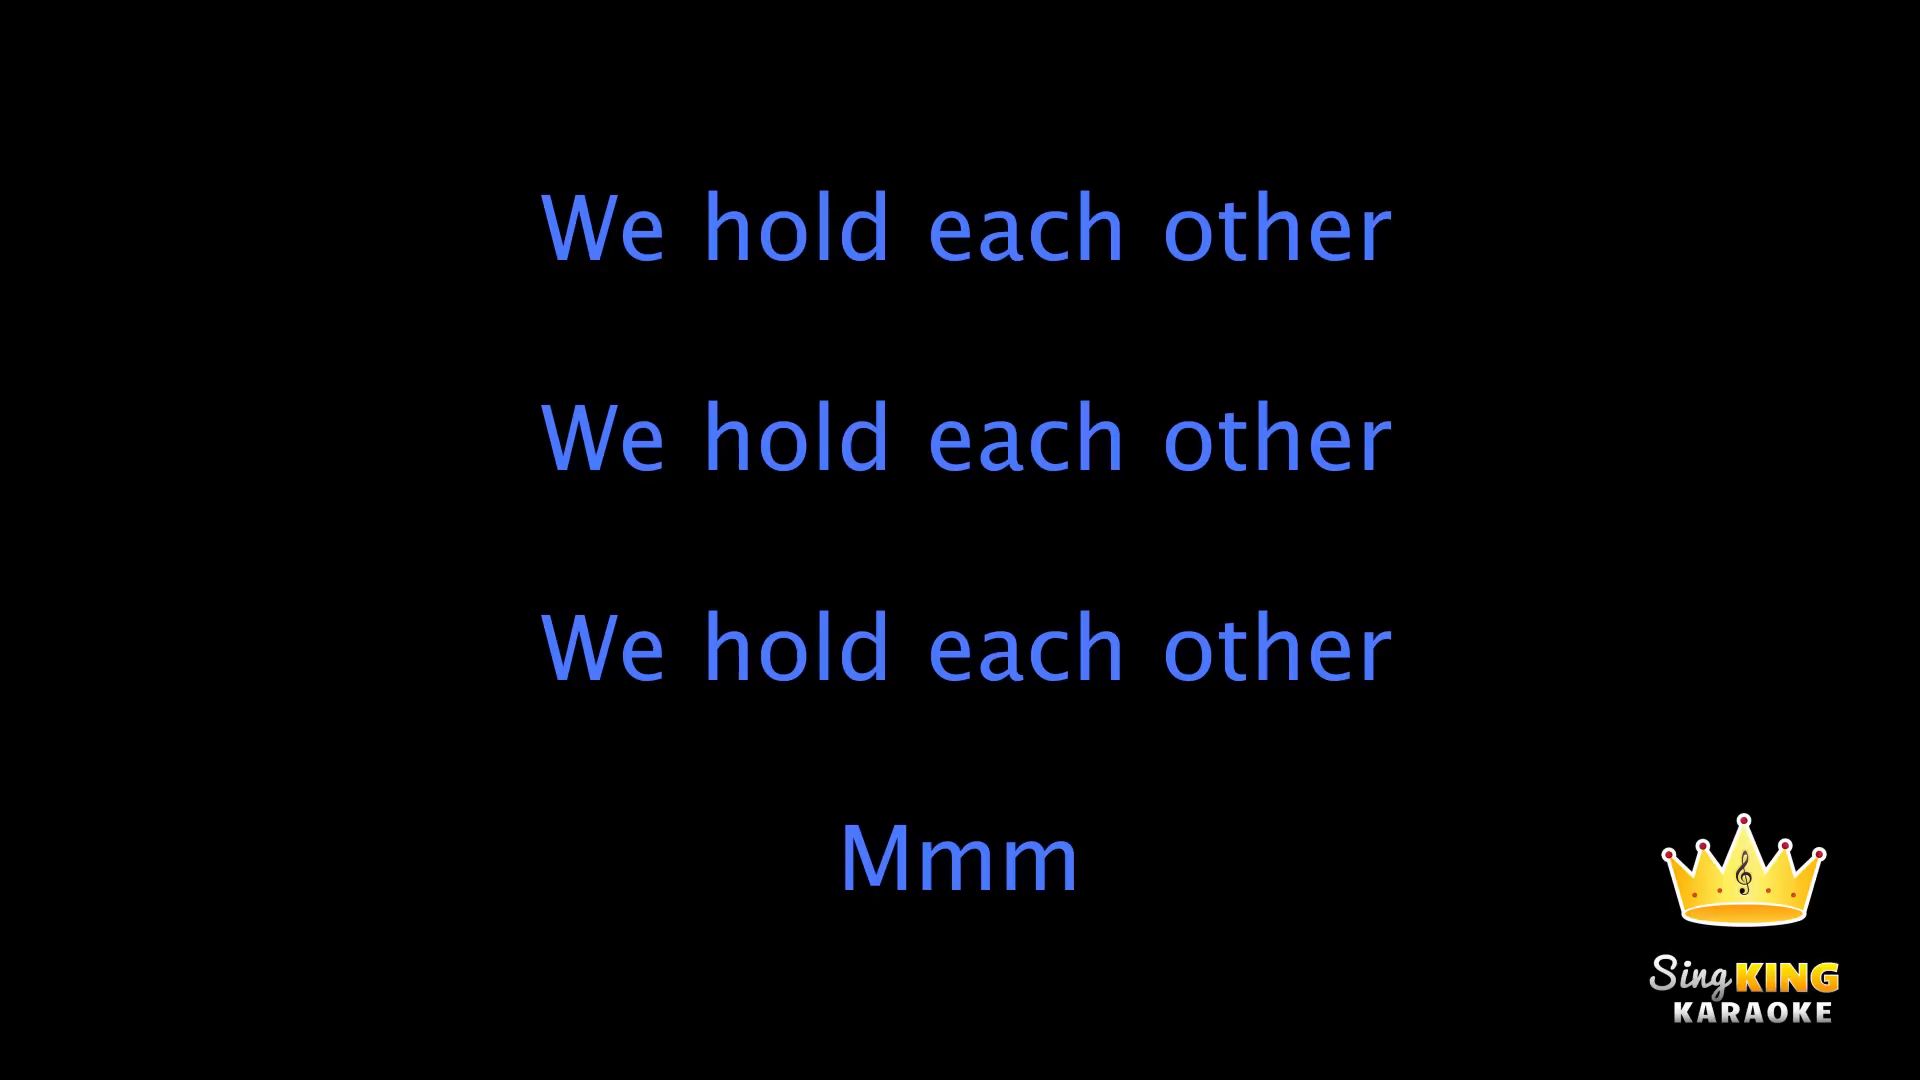 We hold each other
We hold each other
We hold each other
Mmm
Sing KING
KARAOKE